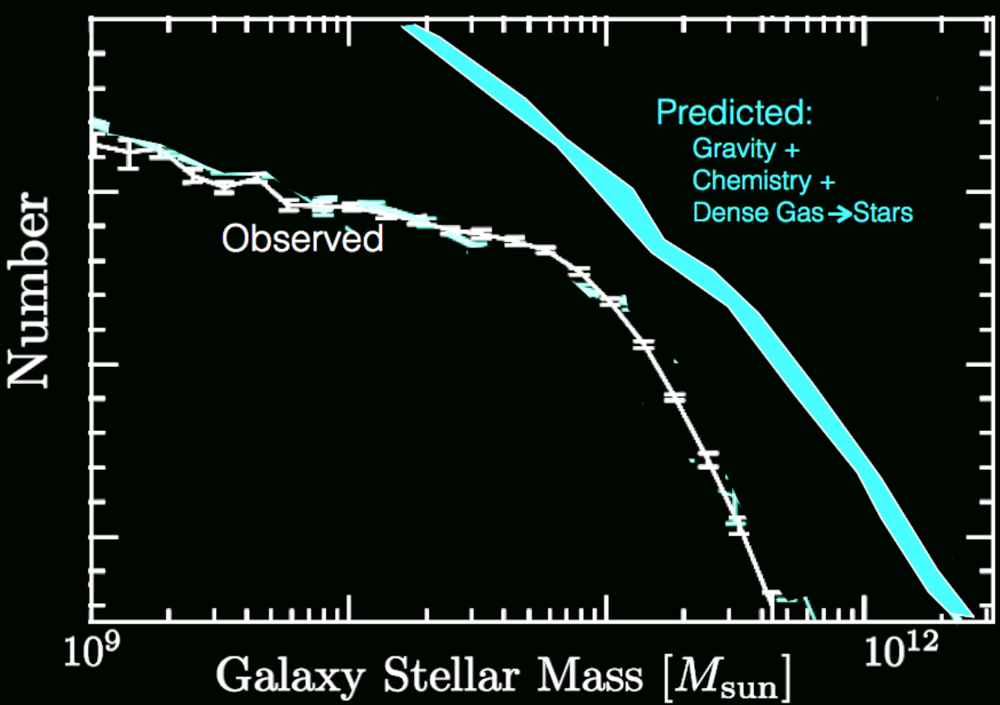 Predicted:
Gravity +
Chemistry +
Dense Gas→Stars
Observed
Number
10⁹
10¹²
Galaxy Stellar Mass [M_sun]